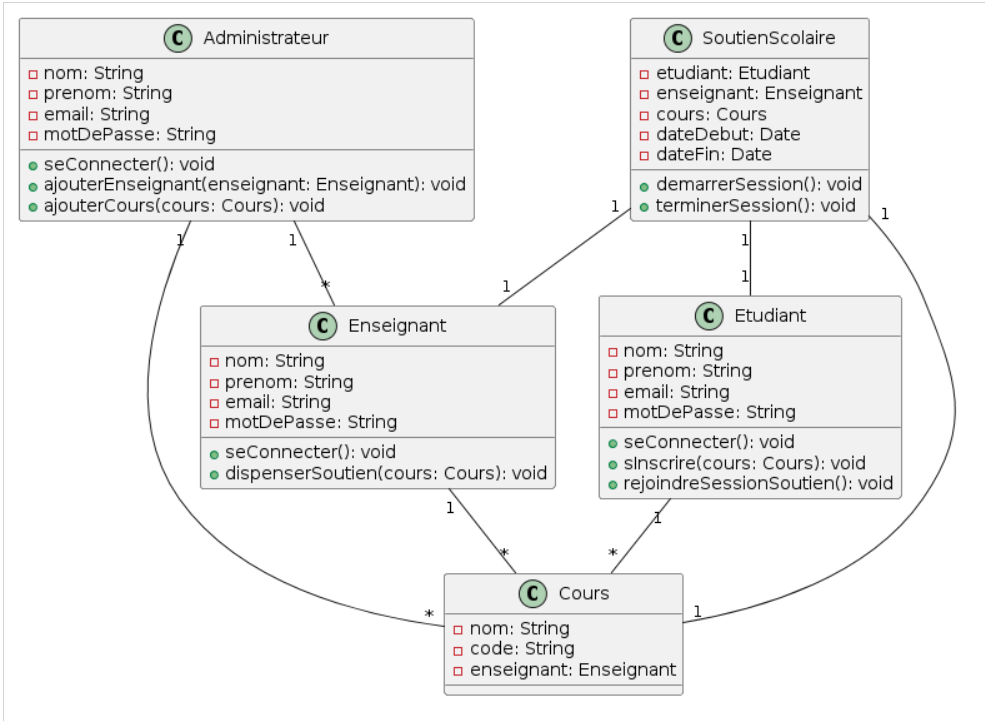 C Administrateur
nom: String
prenom: String
email: String
motDePasse: String
seConnecter(): void
ajouterEnseignant(enseignant: Enseignant): void
ajouterCours(cours: Cours): void
C SoutienScolaire
etudiant: Etudiant
enseignant: Enseignant
cours: Cours
dateDebut: Date
dateFin: Date
demarrerSession(): void
terminerSession(): void
1
1
1
1
1
*
1
1
C Enseignant
nom: String
prenom: String
email: String
motDePasse: String
seConnecter(): void
dispenserSoutien(cours: Cours): void
C Etudiant
nom: String
prenom: String
email: String
motDePasse: String
seConnecter(): void
sInscrire(cours: Cours): void
rejoindreSessionSoutien(): void
1
1
*
*
*
1
C Cours
nom: String
code: String
enseignant: Enseignant